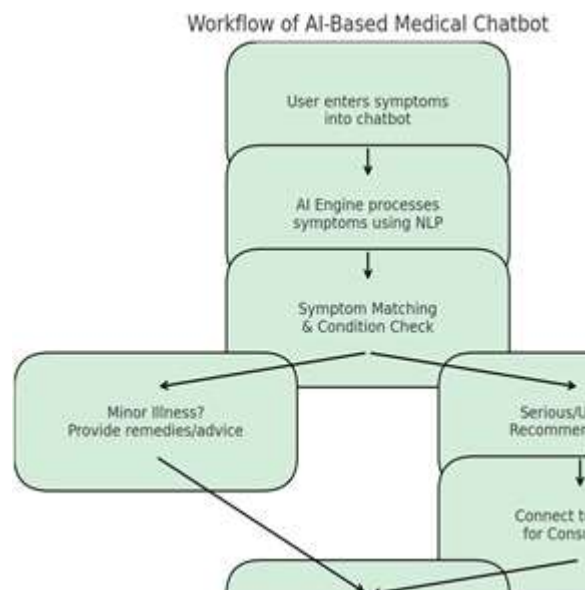 Workflow of AI-Based Medical Chatbot
User enters symptoms
into chatbot
AI Engine processes
symptoms using NLP
Symptom Matching
& Condition Check
Minor Illness?
Provide remedies/advice
Serious/U
Recommen
Connect t
for Consu